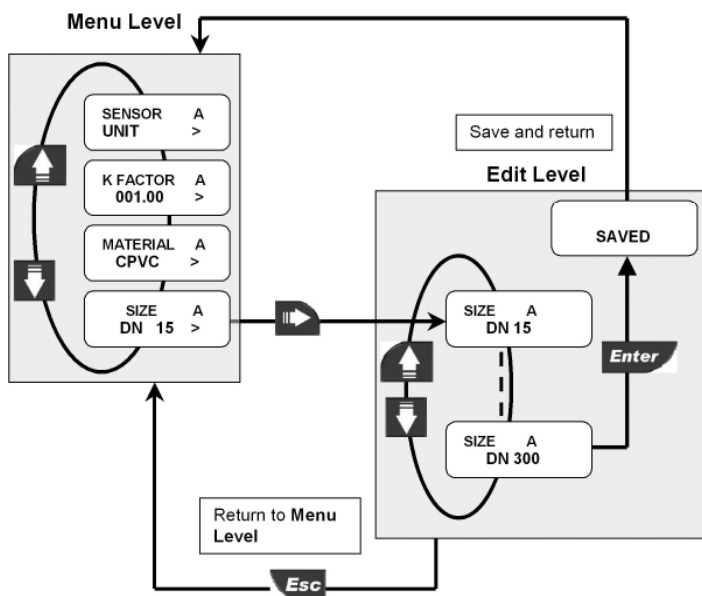 Menu Level
SENSOR A
UNIT >
K FACTOR A
001.00 >
MATERIAL A
CPVC >
SIZE A
DN 15 >
Save and return
Edit Level
SAVED
SIZE A
DN 15
Enter
SIZE A
DN 300
Return to Menu
Level
Esc